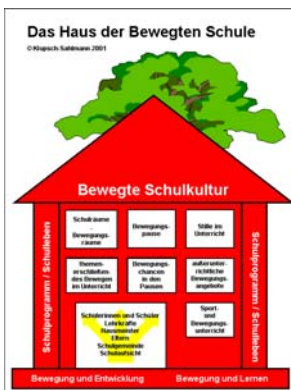 Das Haus der Bewegten Schule
© Klupsch-Sahlmann 2001
Bewegte Schulkultur
Schulprogramm / Schulleben
Schulräume
-
Bewegungs-
räume
Bewegungs-
pause
Stille im
Unterricht
Themen-
erschließen-
des Bewegen
im Unterricht
Bewegungs-
chancen
in den
Pausen
außerunter-
richtliche
Bewegungs-
angebote
Schülerinnen und Schüler
Lehrkräfte
Hausmeister
Eltern
Schulgemeinde
Schulaufsicht
Sport-
und
Bewegungs-
unterricht
Schulprogramm / Schulleben
Bewegung und Entwicklung
Bewegung und Lernen